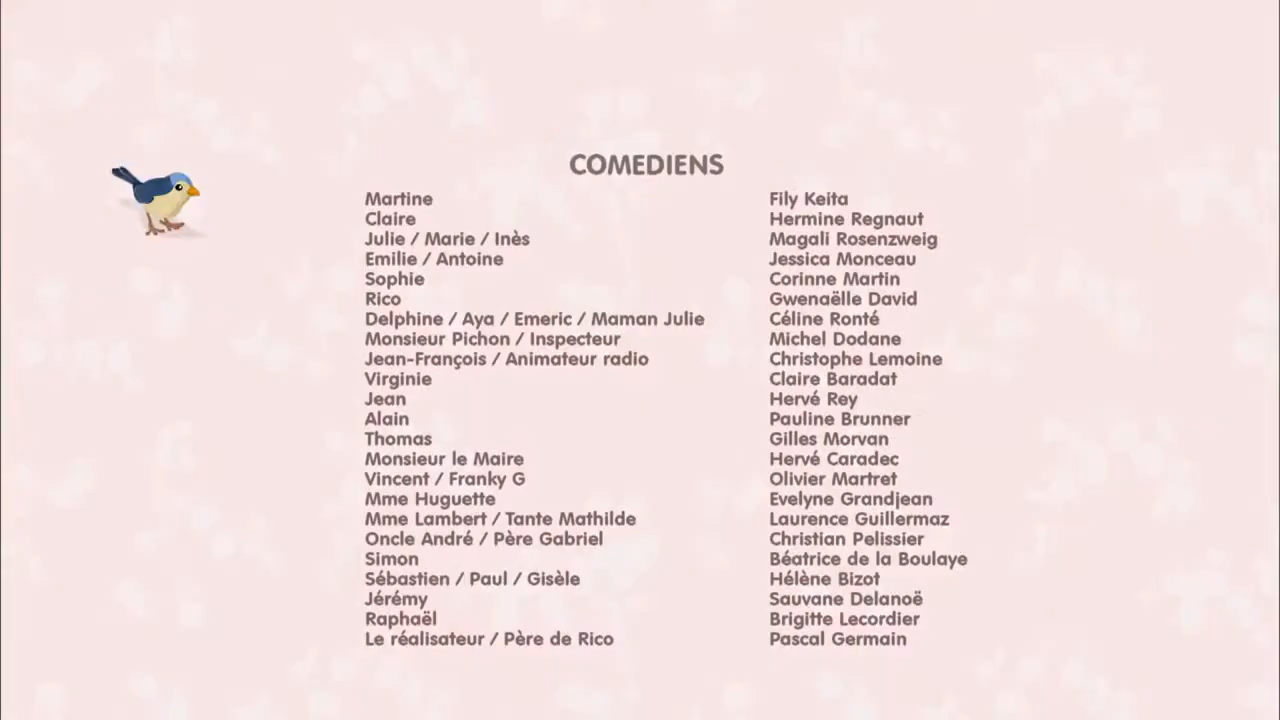 COMEDIENS
Martine Fily Keita
Claire Hermine Regnaut
Julie / Marie / Inès Magali Rosenzweig
Emilie / Antoine Jessica Monceau
Sophie Corinne Martin
Rico Gwenaëlle David
Delphine / Aya / Emeric / Maman Julie Céline Ronté
Monsieur Pichon / Inspecteur Michel Dodane
Jean-François / Animateur radio Christophe Lemoine
Virginie Claire Baradat
Jean Hervé Rey
Alain Pauline Brunner
Thomas Gilles Morvan
Monsieur le Maire Hervé Caradec
Vincent / Franky G Olivier Martret
Mme Huguette Evelyne Grandjean
Mme Lambert / Tante Mathilde Laurence Guillermaz
Oncle André / Père Gabriel Christian Pelissier
Simon Béatrice de la Boulaye
Sébastien / Paul / Gisèle Hélène Bizot
Jérémy Sauvane Delanoë
Raphaël Brigitte Lecordier
Le réalisateur / Père de Rico Pascal Germain